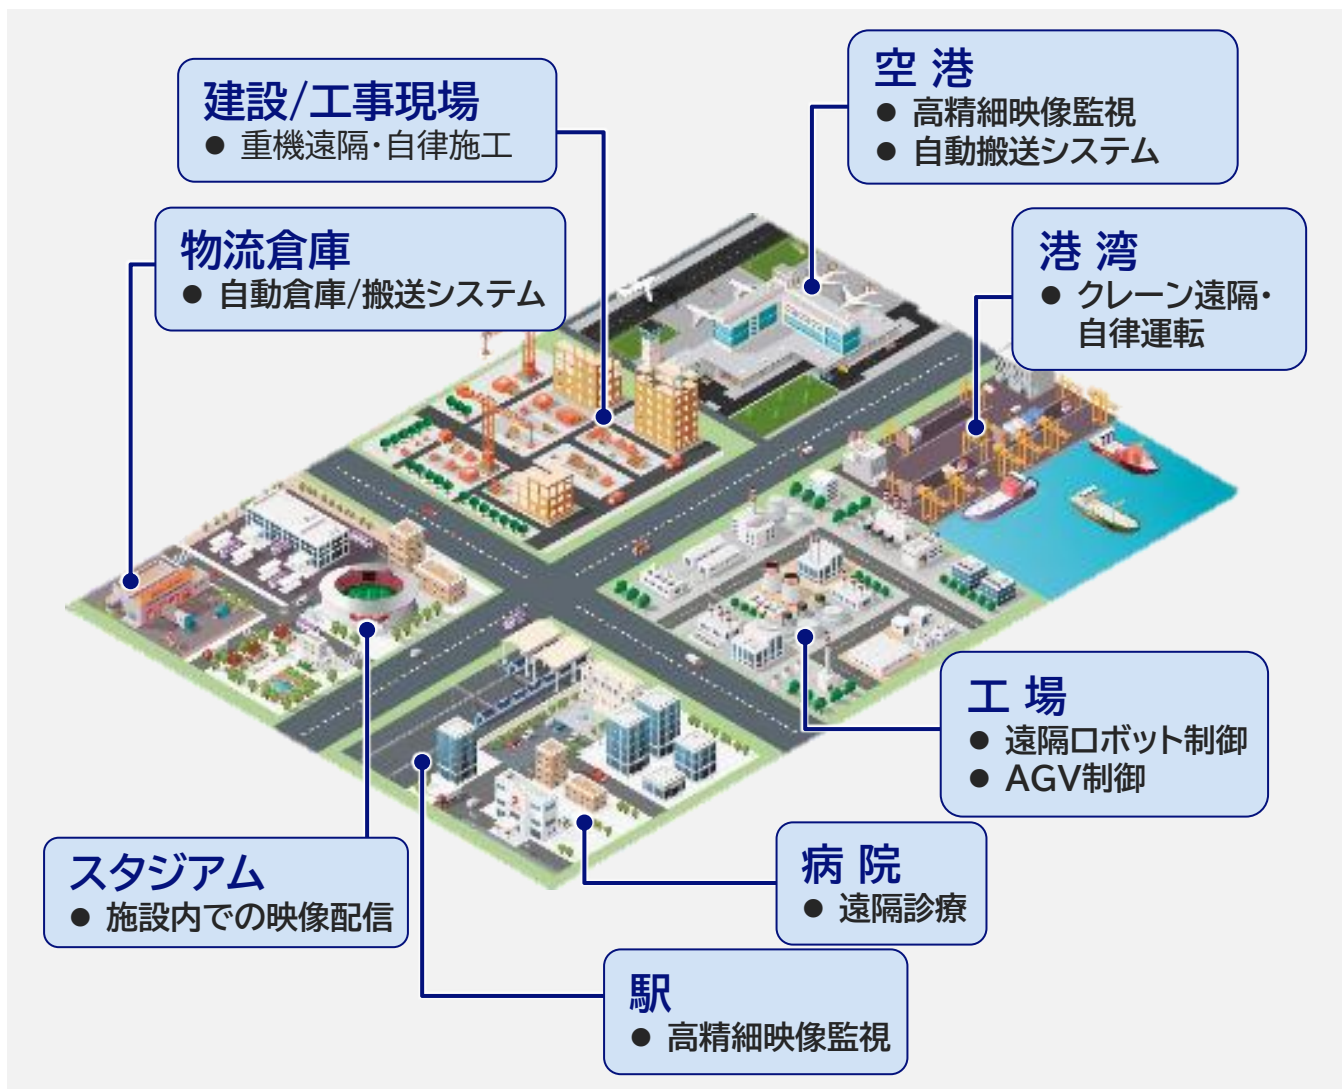 建設/工事現場
● 重機遠隔・自律施工
空 港
● 高精細映像監視
● 自動搬送システム
物流倉庫
● 自動倉庫/搬送システム
港 湾
● クレーン遠隔・
自律運転
工 場
● 遠隔ロボット制御
● AGV制御
スタジアム
● 施設内での映像配信
病 院
● 遠隔診療
駅
● 高精細映像監視